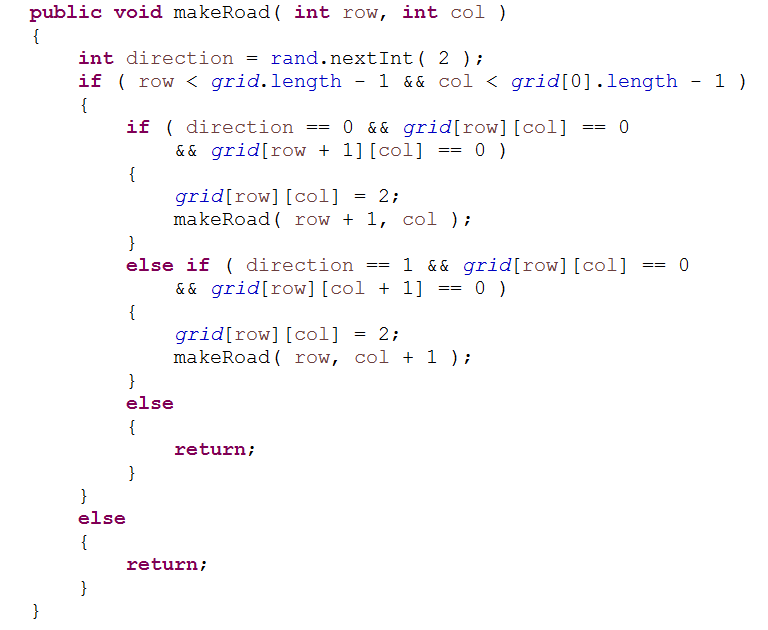 public void makeRoad( int row, int col )
{
    int direction = rand.nextInt( 2 );
    if ( row < grid.length - 1 && col < grid[0].length - 1 )
    {
        if ( direction == 0 && grid[row][col] == 0
            && grid[row + 1][col] == 0 )
        {
            grid[row][col] = 2;
            makeRoad( row + 1, col );
        }
        else if ( direction == 1 && grid[row][col] == 0
            && grid[row][col + 1] == 0 )
        {
            grid[row][col] = 2;
            makeRoad( row, col + 1 );
        }
        else
        {
            return;
        }
    }
    else
    {
        return;
    }
}